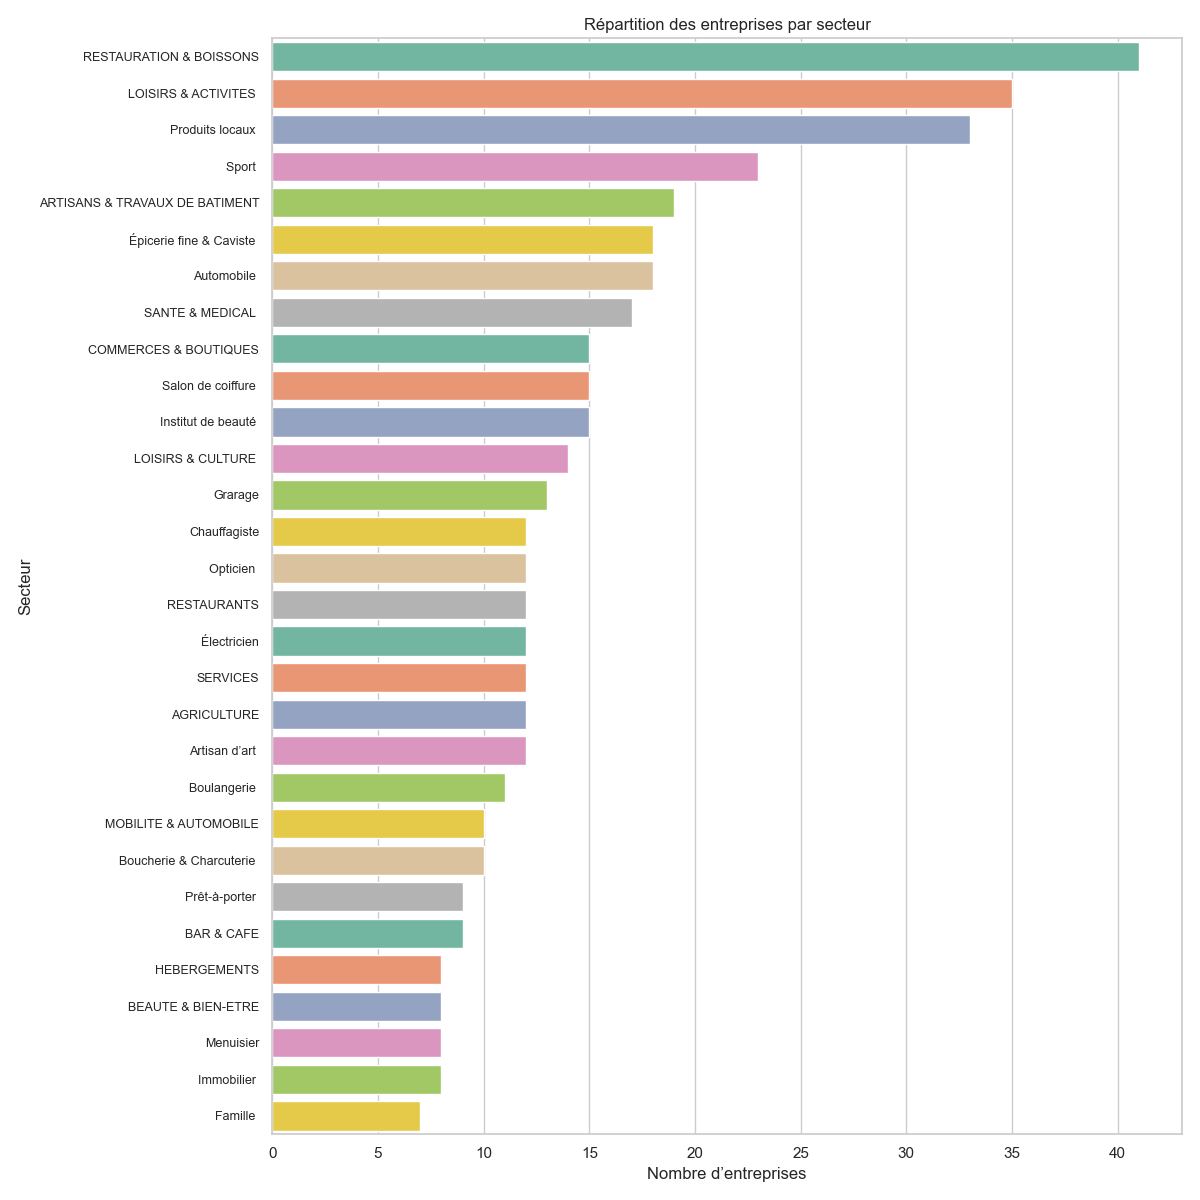 Répartition des entreprises par secteur
RESTAURATION & BOISSONS
LOISIRS & ACTIVITES
Produits locaux
Sport
ARTISANS & TRAVAUX DE BATIMENT
Épicerie fine & Caviste
Automobile
SANTE & MEDICAL
COMMERCES & BOUTIQUES
Salon de coiffure
Institut de beauté
LOISIRS & CULTURE
Grarage
Chauffagiste
Opticien
RESTAURANTS
Électricien
SERVICES
AGRICULTURE
Artisan d’art
Boulangerie
MOBILITE & AUTOMOBILE
Boucherie & Charcuterie
Prêt-à-porter
BAR & CAFE
HEBERGEMENTS
BEAUTE & BIEN-ETRE
Menuisier
Immobilier
Famille
Secteur
0 5 10 15 20 25 30 35 40
Nombre d’entreprises